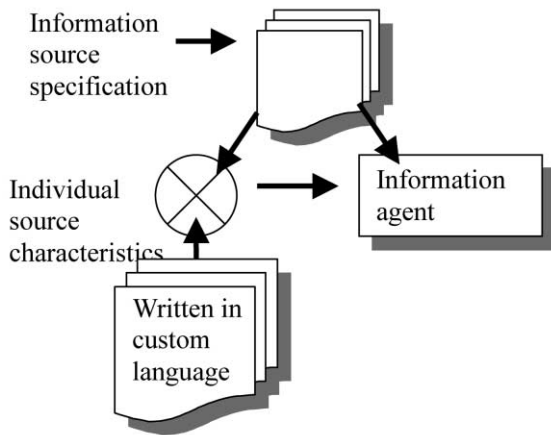 Information
source
specification
Individual
source
characteristics
Information
agent
Written in
custom
language